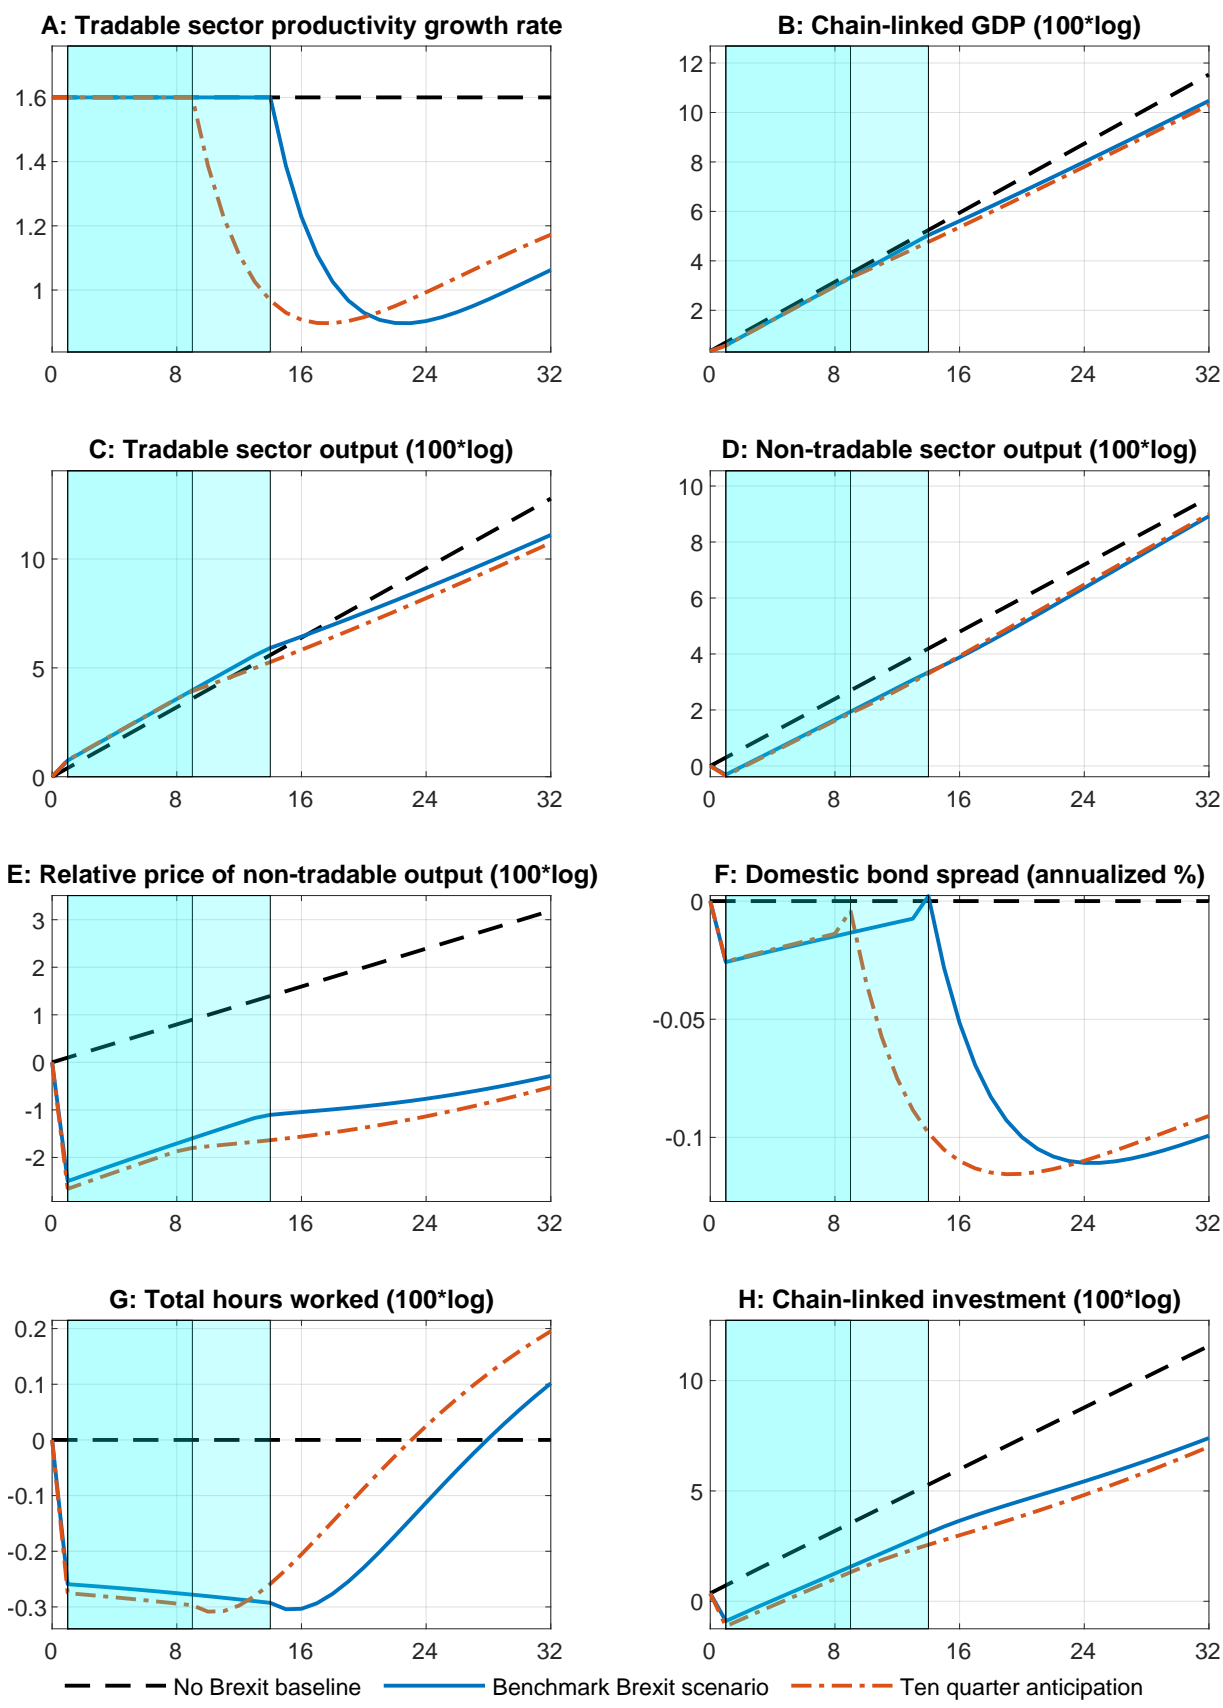 A: Tradable sector productivity growth rate
1.6
1.4
1.2
1
0 8 16 24 32
B: Chain-linked GDP (100*log)
12
10
8
6
4
2
0 8 16 24 32
C: Tradable sector output (100*log)
10
5
0
0 8 16 24 32
D: Non-tradable sector output (100*log)
10
8
6
4
2
0
0 8 16 24 32
E: Relative price of non-tradable output (100*log)
3
2
1
0
-1
-2
0 8 16 24 32
F: Domestic bond spread (annualized %)
0
-0.05
-0.1
0 8 16 24 32
G: Total hours worked (100*log)
0.2
0.1
0
-0.1
-0.2
-0.3
0 8 16 24 32
H: Chain-linked investment (100*log)
10
5
0
0 8 16 24 32
No Brexit baseline Benchmark Brexit scenario Ten quarter anticipation